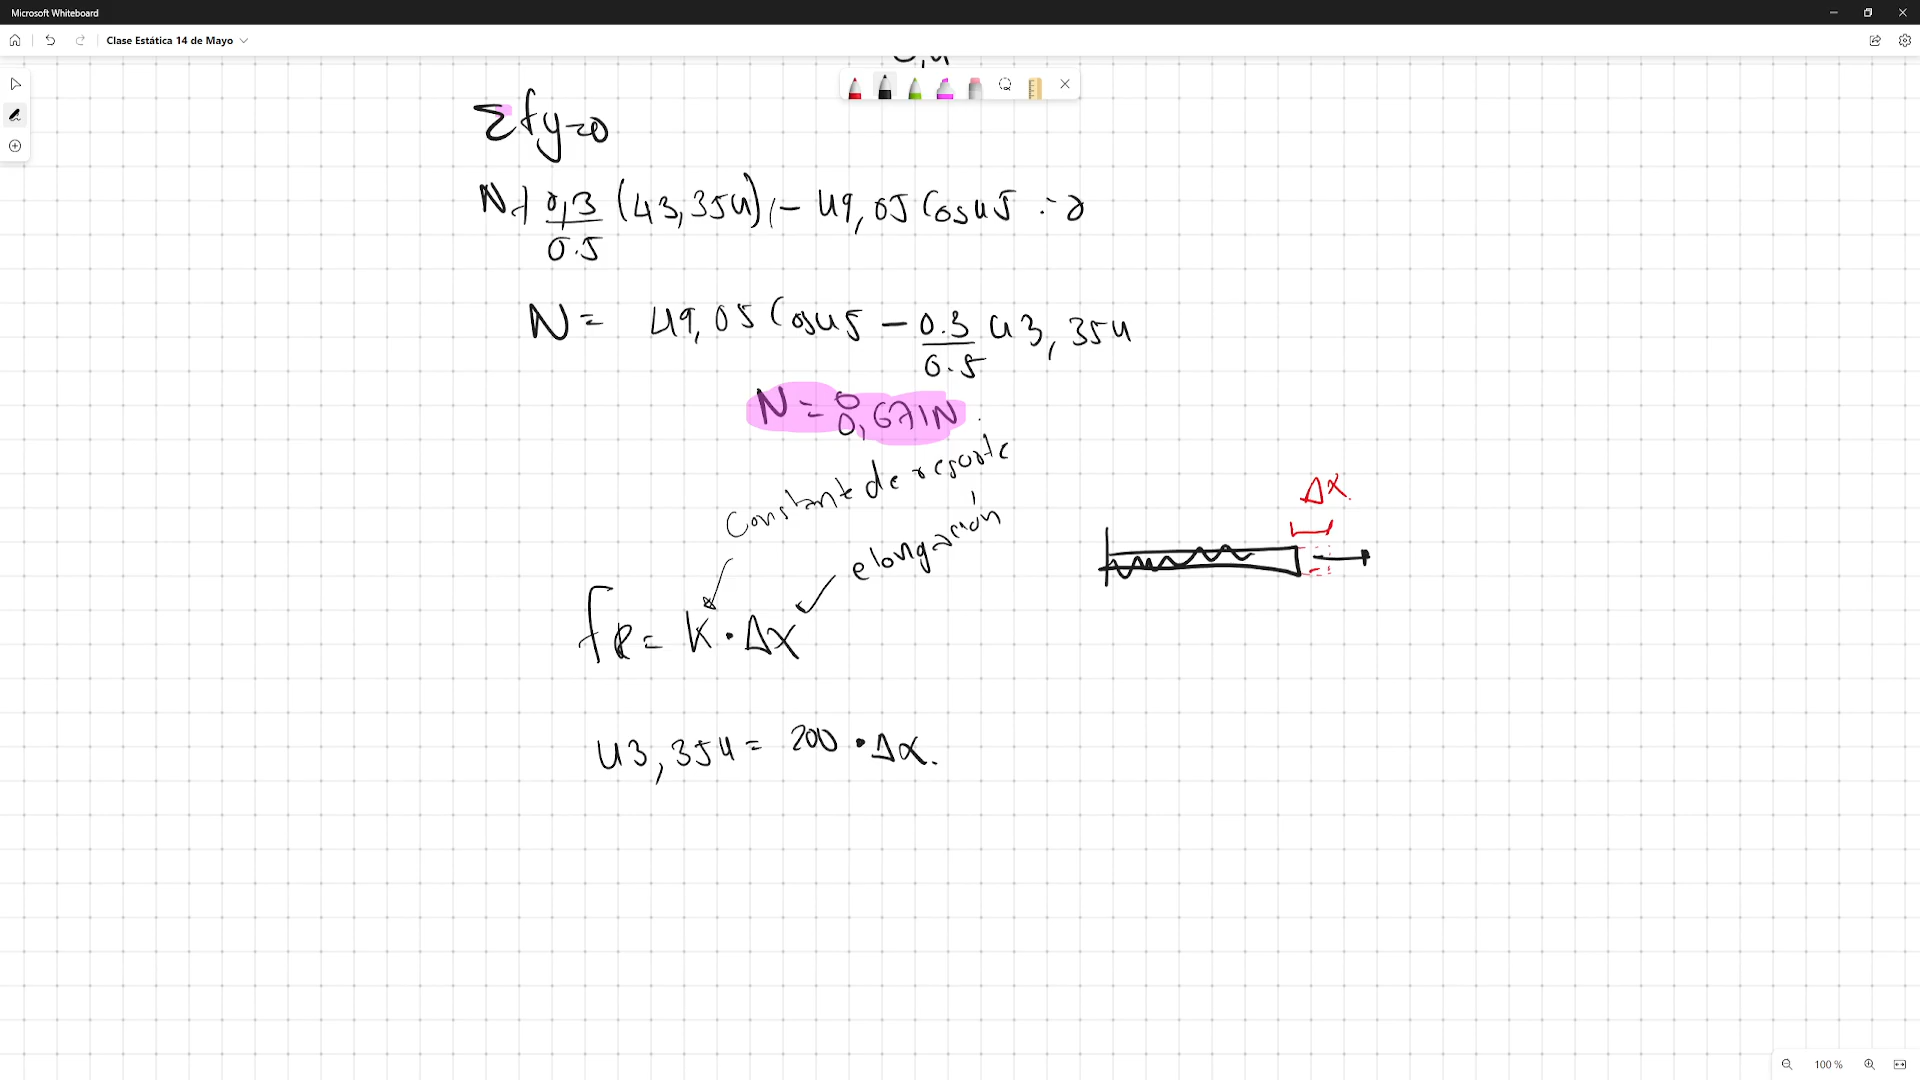 Microsoft Whiteboard
Clase Estática 14 de Mayo
Σfy=0
N+ 0,3/0.5 (43,354) - 49,05 Cos45 = 0
N= 49,05 Cos45 - 0.3/0.5 43,354
N= 8,671N
Constante de resorte
elongación
Δx.
fR= K · Δx
43,354 = 200 · Δx.
100 %